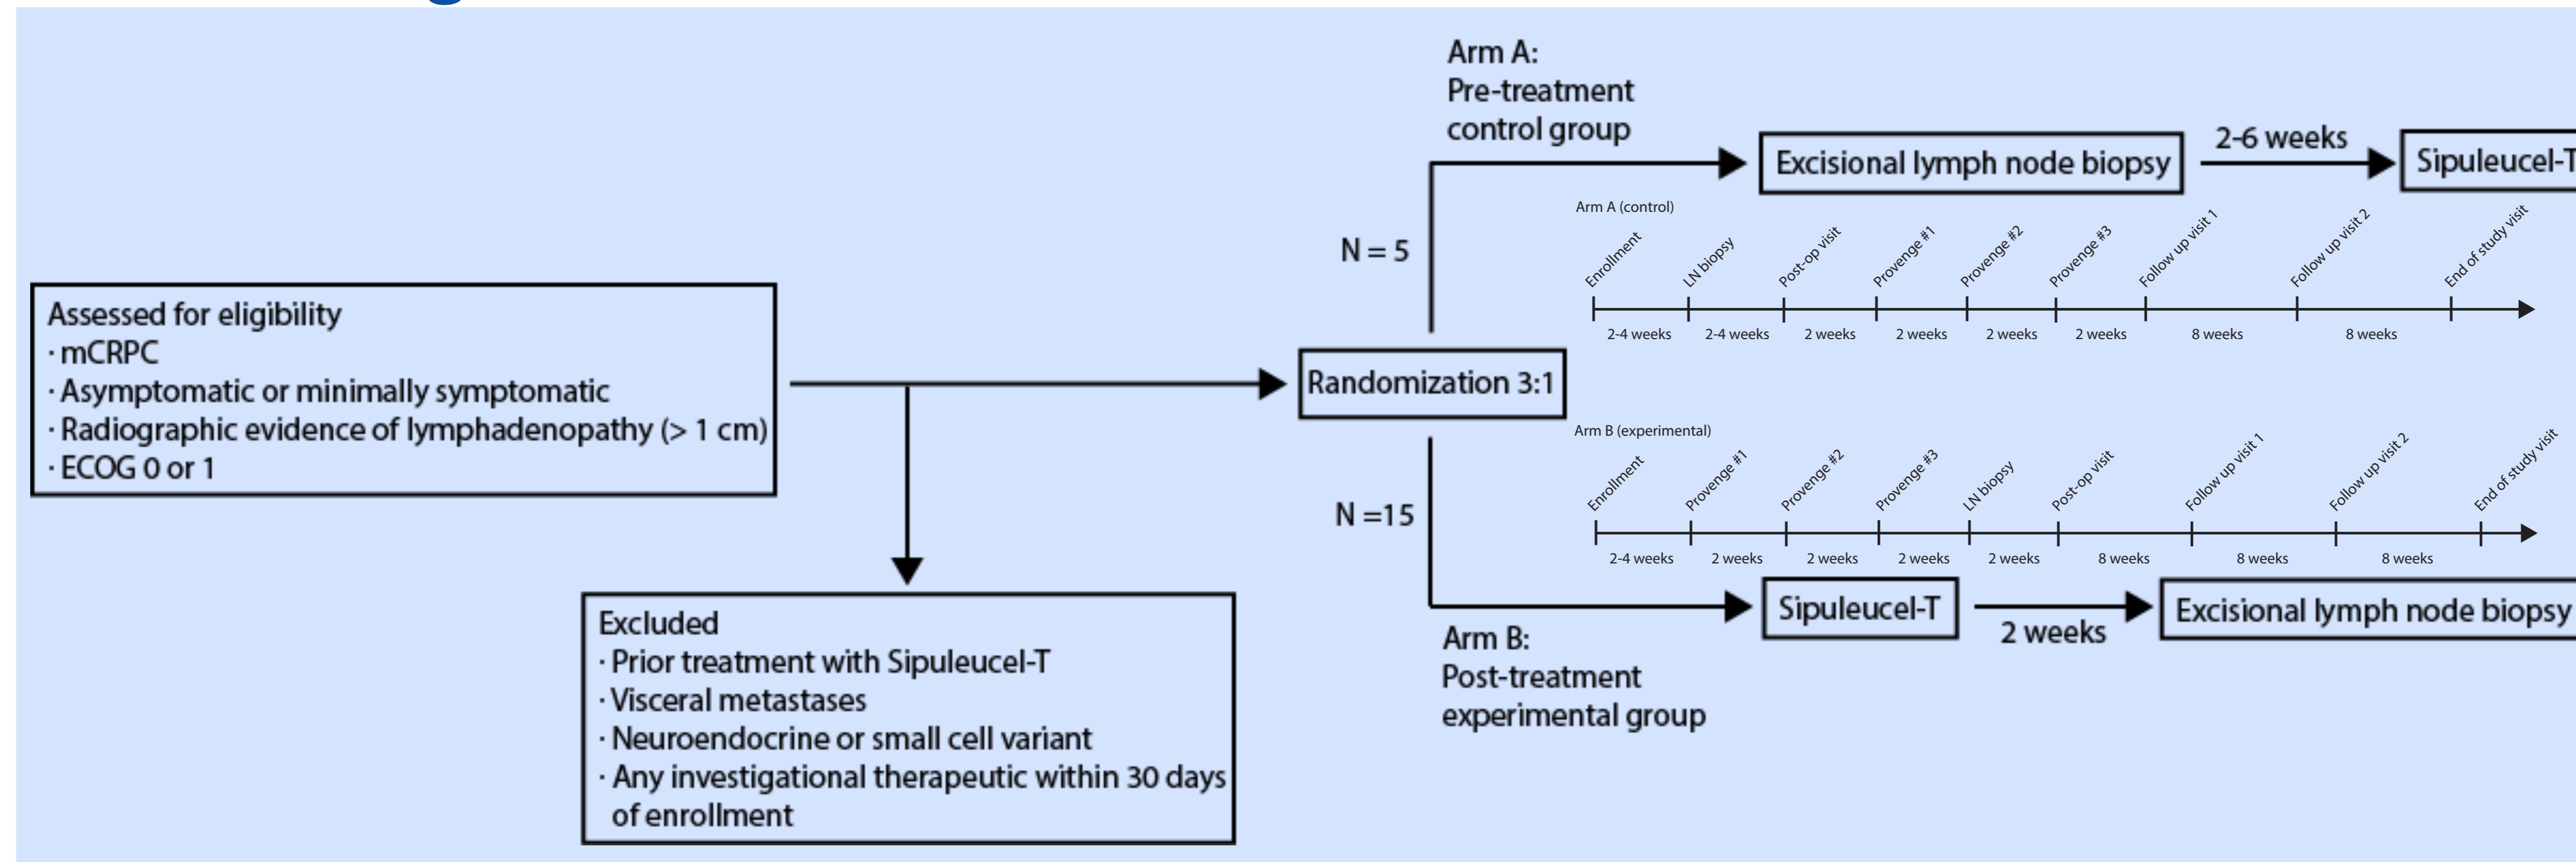 Assessed for eligibility
· mCRPC
· Asymptomatic or minimally symptomatic
· Radiographic evidence of lymphadenopathy (> 1 cm)
· ECOG 0 or 1
Excluded
· Prior treatment with Sipuleucel-T
· Visceral metastases
· Neuroendocrine or small cell variant
· Any investigational therapeutic within 30 days
of enrollment
Randomization 3:1
N = 5
Arm A:
Pre-treatment
control group
Excisional lymph node biopsy
2-6 weeks
Sipuleucel-T
Arm A (control)
Enrollment
LN biopsy
Post-op visit
Provenge #1
Provenge #2
Provenge #3
Follow up visit 1
Follow up visit 2
End of study visit
2-4 weeks
2-4 weeks
2 weeks
2 weeks
2 weeks
2 weeks
8 weeks
8 weeks
Arm B (experimental)
Enrollment
Provenge #1
Provenge #2
Provenge #3
LN biopsy
Post-op visit
Follow up visit 1
Follow up visit 2
End of study visit
2-4 weeks
2 weeks
2 weeks
2 weeks
2 weeks
8 weeks
8 weeks
8 weeks
N =15
Arm B:
Post-treatment
experimental group
Sipuleucel-T
2 weeks
Excisional lymph node biopsy